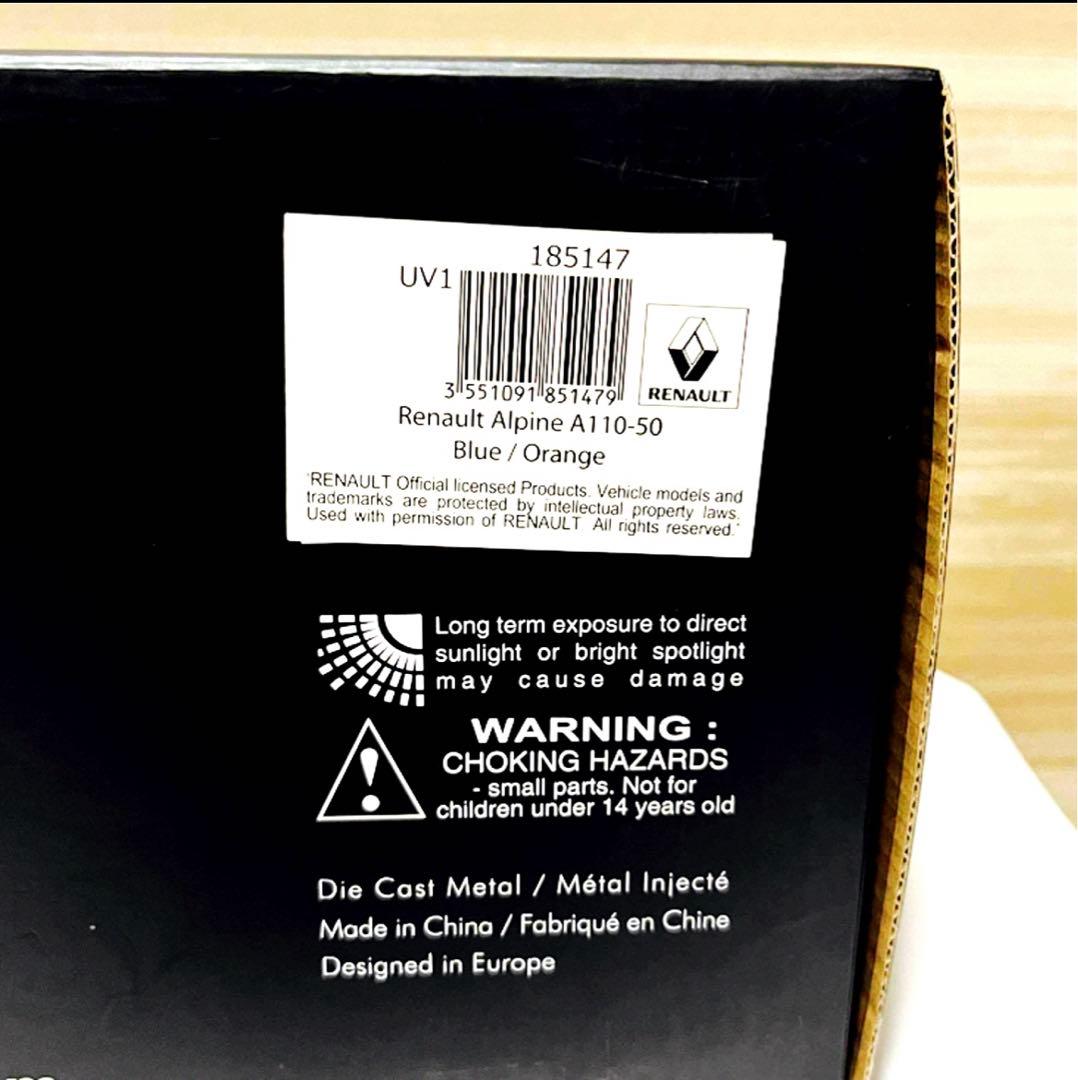 185147
UV1
3 551091 851479
RENAULT
Renault Alpine A110-50
Blue / Orange
"RENAULT Official licensed Products. Vehicle models and
trademarks are protected by intellectual property laws.
Used with permission of RENAULT. All rights reserved."
Long term exposure to direct
sunlight or bright spotlight
may cause damage
WARNING :
CHOKING HAZARDS
- small parts. Not for
children under 14 years old
Die Cast Metal / Métal Injecté
Made in China / Fabriqué en Chine
Designed in Europe